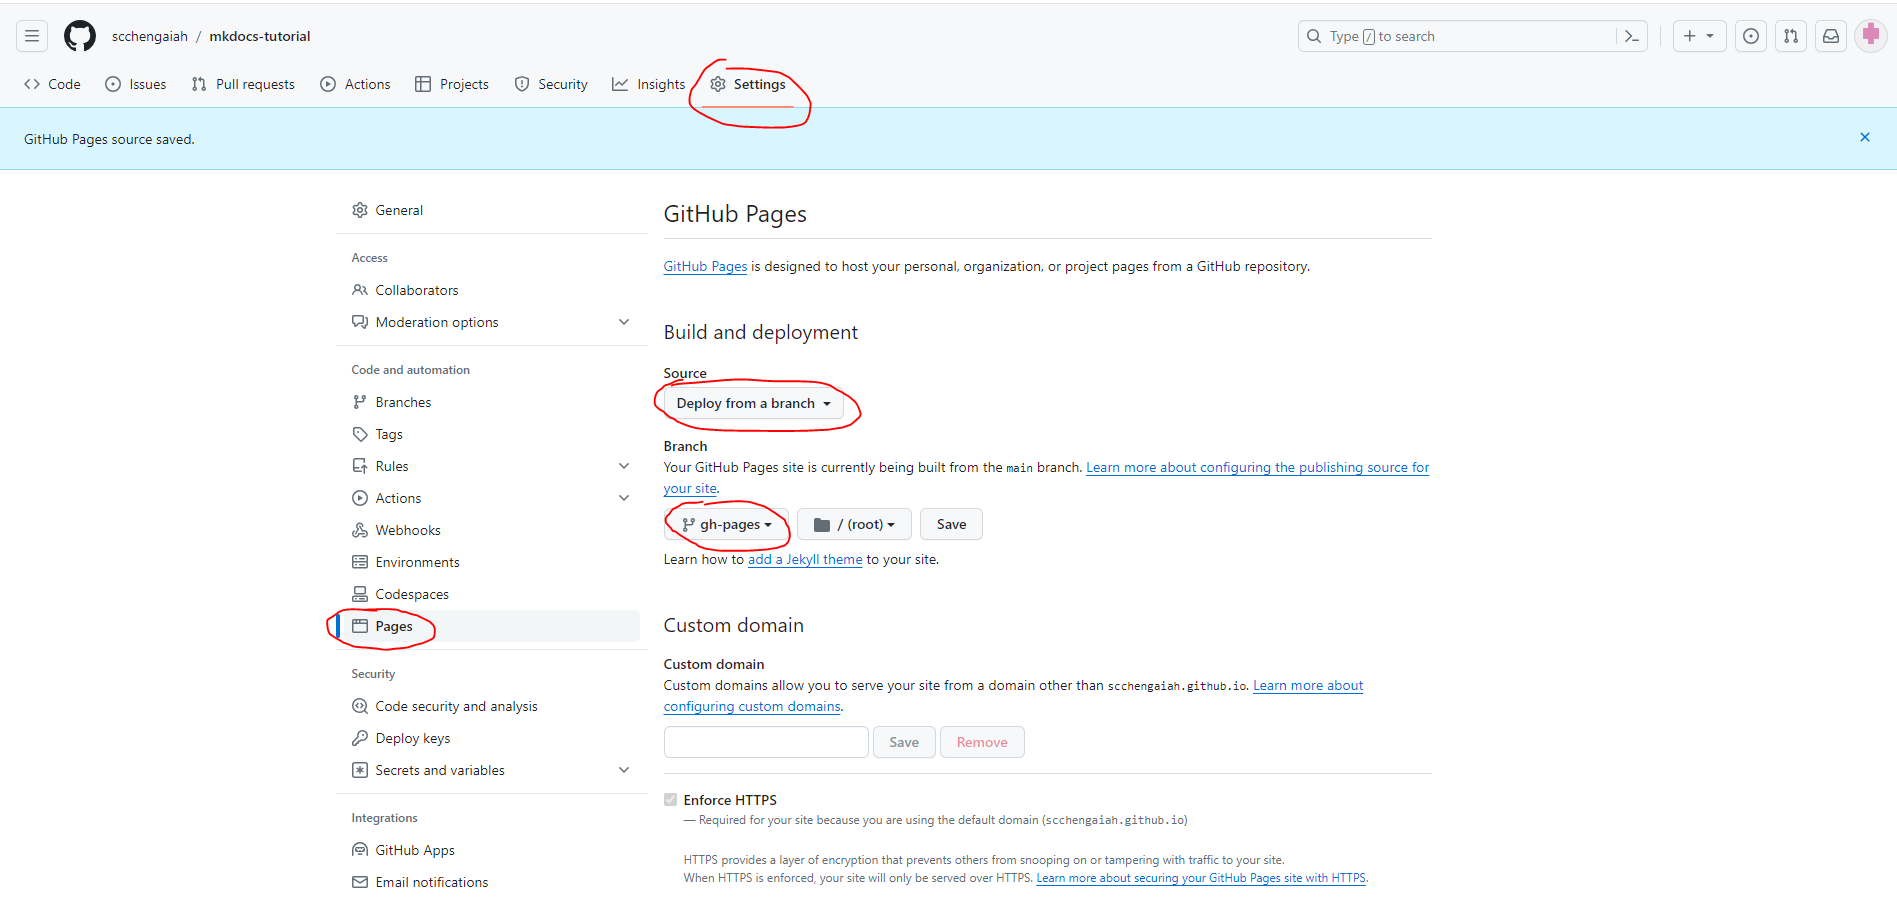 scchengaiah / mkdocs-tutorial
Type / to search
Code
Issues
Pull requests
Actions
Projects
Security
Insights
Settings
GitHub Pages source saved.
General
Access
Collaborators
Moderation options
Code and automation
Branches
Tags
Rules
Actions
Webhooks
Environments
Codespaces
Pages
Security
Code security and analysis
Deploy keys
Secrets and variables
Integrations
GitHub Apps
Email notifications
GitHub Pages
GitHub Pages is designed to host your personal, organization, or project pages from a GitHub repository.
Build and deployment
Source
Deploy from a branch
Branch
Your GitHub Pages site is currently being built from the main branch. Learn more about configuring the publishing source for
your site.
gh-pages
/ (root)
Save
Learn how to add a Jekyll theme to your site.
Custom domain
Custom domain
Custom domains allow you to serve your site from a domain other than scchengaiah.github.io. Learn more about
configuring custom domains.
Save
Remove
Enforce HTTPS
— Required for your site because you are using the default domain (scchengaiah.github.io)
HTTPS provides a layer of encryption that prevents others from snooping on or tampering with traffic to your site.
When HTTPS is enforced, your site will only be served over HTTPS. Learn more about securing your GitHub Pages site with HTTPS.